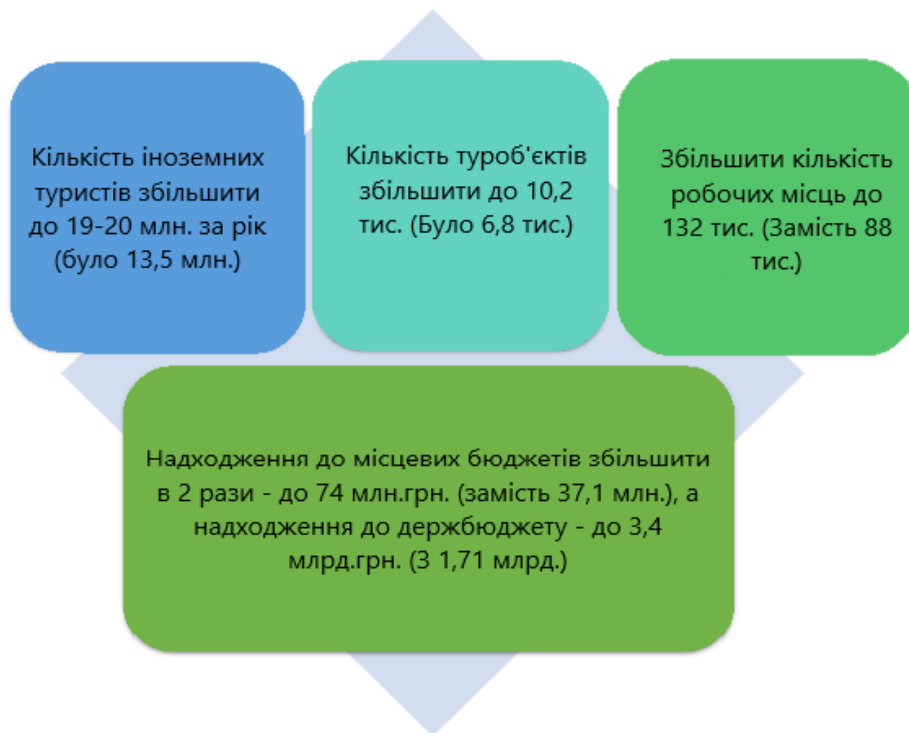 Кількість іноземних
туристів збільшити
до 19-20 млн. за рік
(було 13,5 млн.)
Кількість туроб'єктів
збільшити до 10,2
тис. (Було 6,8 тис.)
Збільшити кількість
робочих місць до
132 тис. (Замість 88
тис.)
Надходження до місцевих бюджетів збільшити
в 2 рази - до 74 млн.грн. (замість 37,1 млн.), а
надходження до держбюджету - до 3,4
млрд.грн. (З 1,71 млрд.)